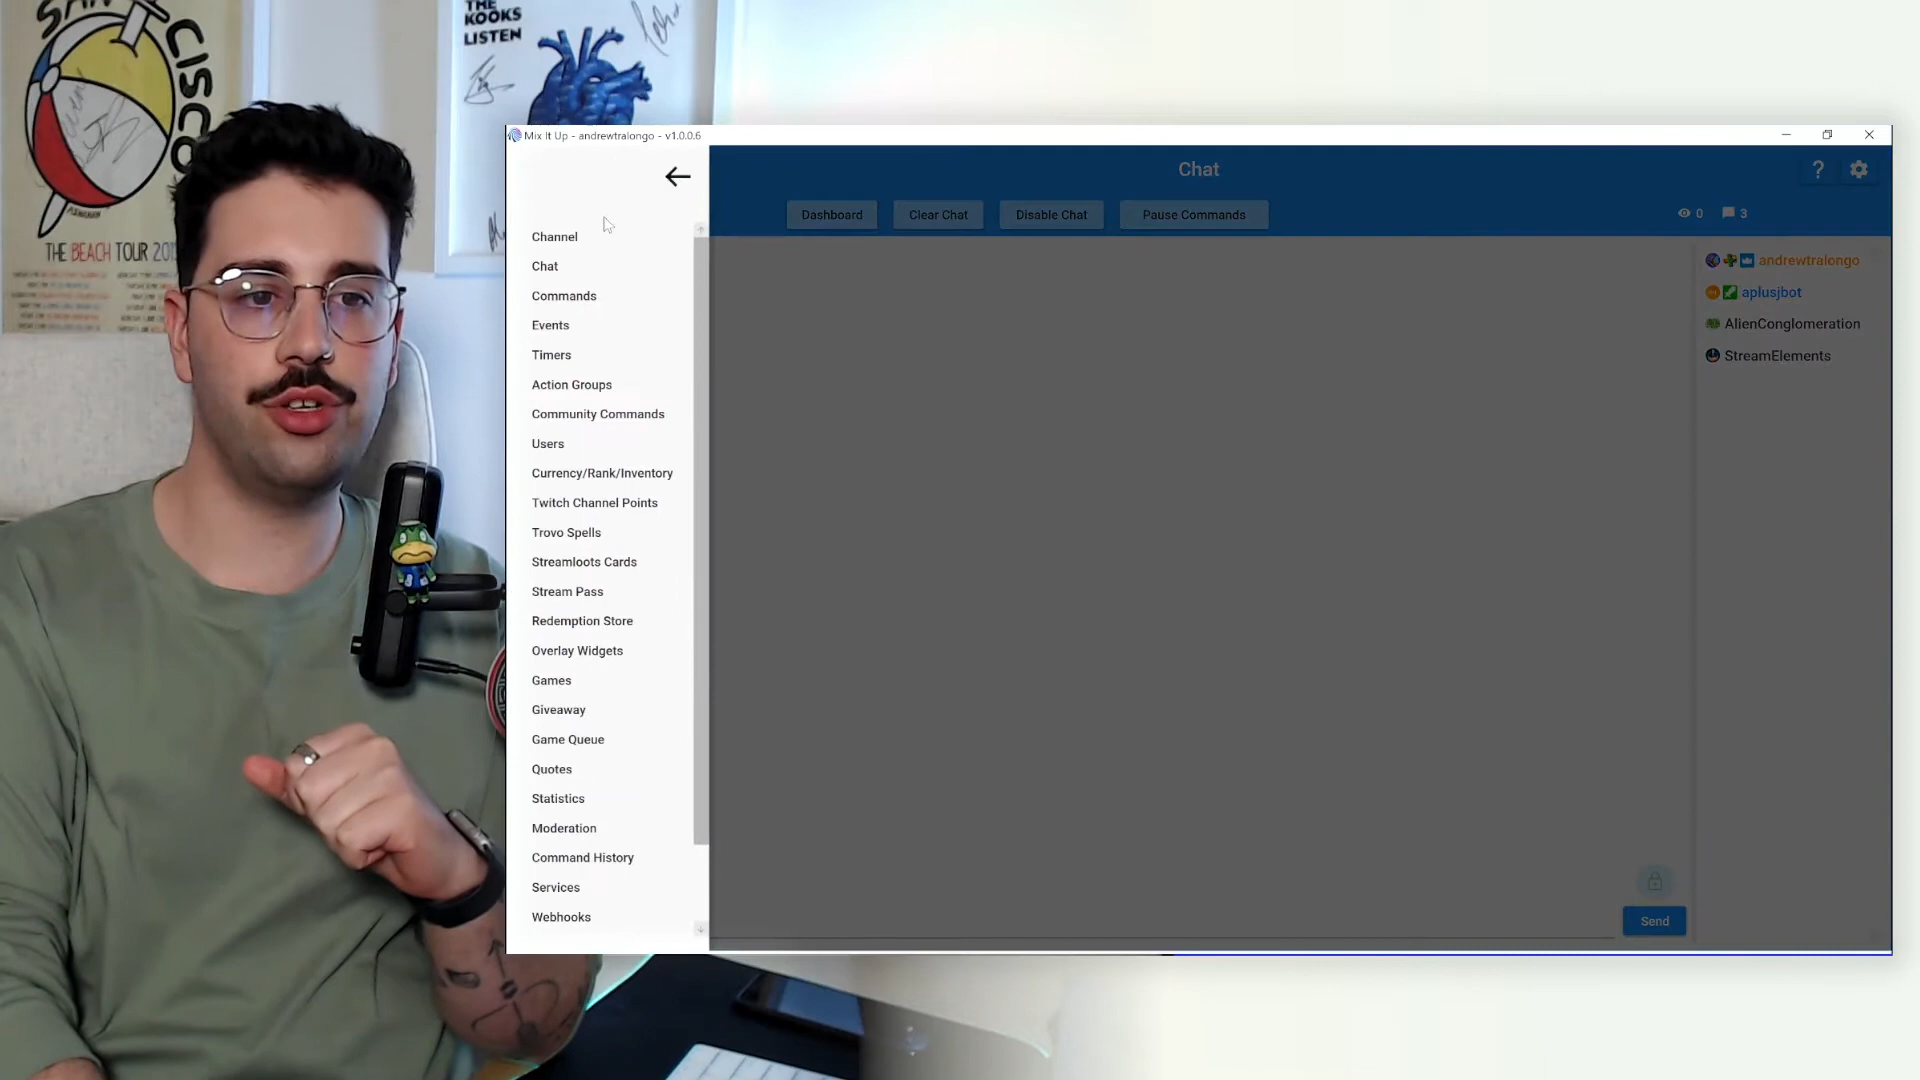 SAN CISCO
THE BEACH TOUR 201
THE
KOOKS
LISTEN
Mix It Up - andrewtralongo - v1.0.0.6
Chat
Dashboard
Clear Chat
Disable Chat
Pause Commands
0
3
Channel
Chat
Commands
Events
Timers
Action Groups
Community Commands
Users
Currency/Rank/Inventory
Twitch Channel Points
Trovo Spells
Streamloots Cards
Stream Pass
Redemption Store
Overlay Widgets
Games
Giveaway
Game Queue
Quotes
Statistics
Moderation
Command History
Services
Webhooks
andrewtralongo
aplusjbot
AlienConglomeration
StreamElements
Send